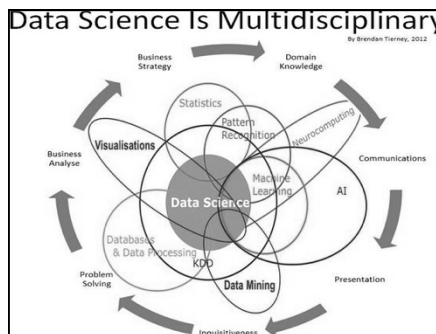 Data Science Is Multidisciplinary
By Brendan Tierney, 2012
Business
Strategy
Domain
Knowledge
Statistics
Pattern
Recognition
Neurocomputing
Visualisations
Business
Analyse
Communications
Machine
Learning
AI
Data Science
Databases
& Data Processing
KDD
Data Mining
Problem
Solving
Presentation
Inquisitiveness